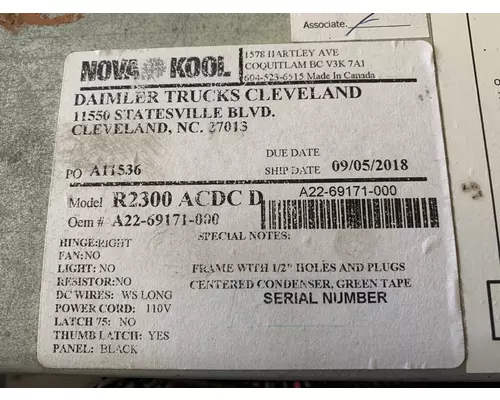 Associate.
NOVA KOOL
1578 HARTLEY AVE
COQUITLAM BC V3K 7A1
604-523-6515 Made In Canada
DAIMLER TRUCKS CLEVELAND
11550 STATESVILLE BLVD.
CLEVELAND, NC. 27013
DUE DATE
PO A11536
SHIP DATE 09/05/2018
Model R2300 ACDC D
A22-69171-000
Oem # A22-69171-000
HINGE:RIGHT
SPECIAL NOTES:
FAN:NO
LIGHT: NO
FRAME WITH 1/2" HOLES AND PLUGS
RESISTOR:NO
CENTERED CONDENSER, GREEN TAPE
DC WIRES: WS LONG
SERIAL NUMBER
POWER CORD: 110V
LATCH 75: NO
THUMB LATCH: YES
PANEL: BLACK